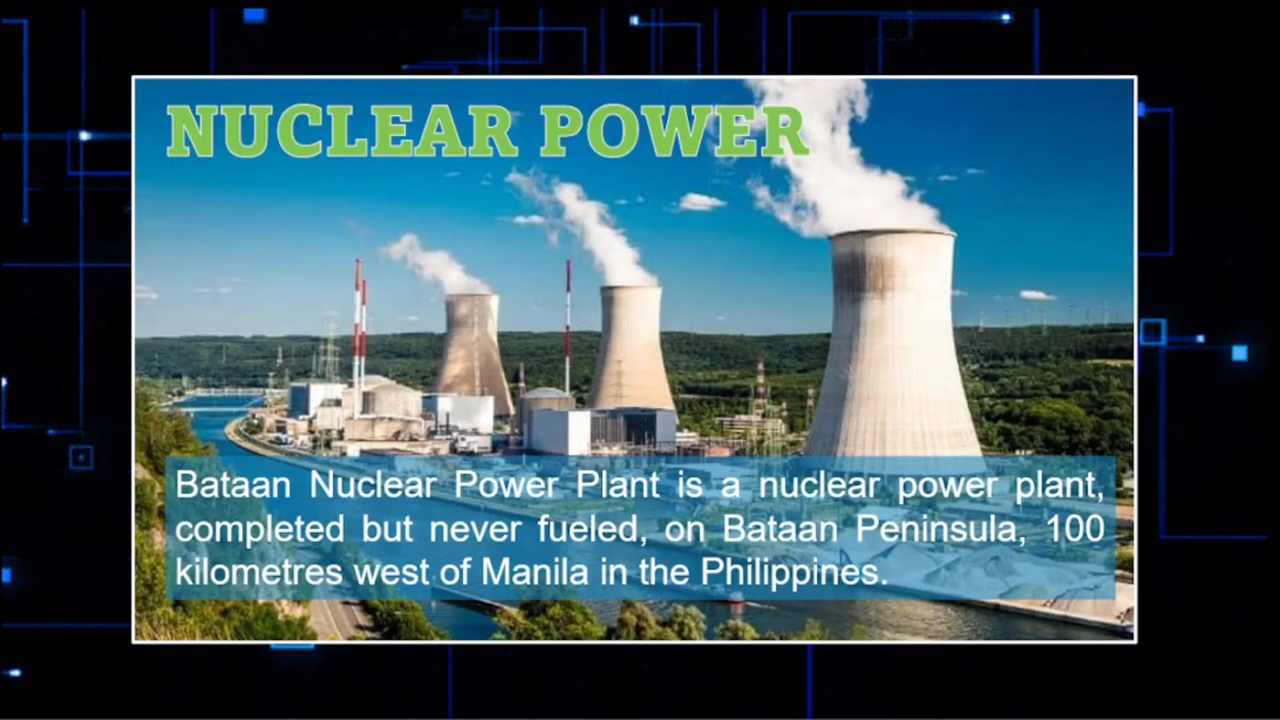 NUCLEAR POWER
Bataan Nuclear Power Plant is a nuclear power plant,
completed but never fueled, on Bataan Peninsula, 100
kilometres west of Manila in the Philippines.